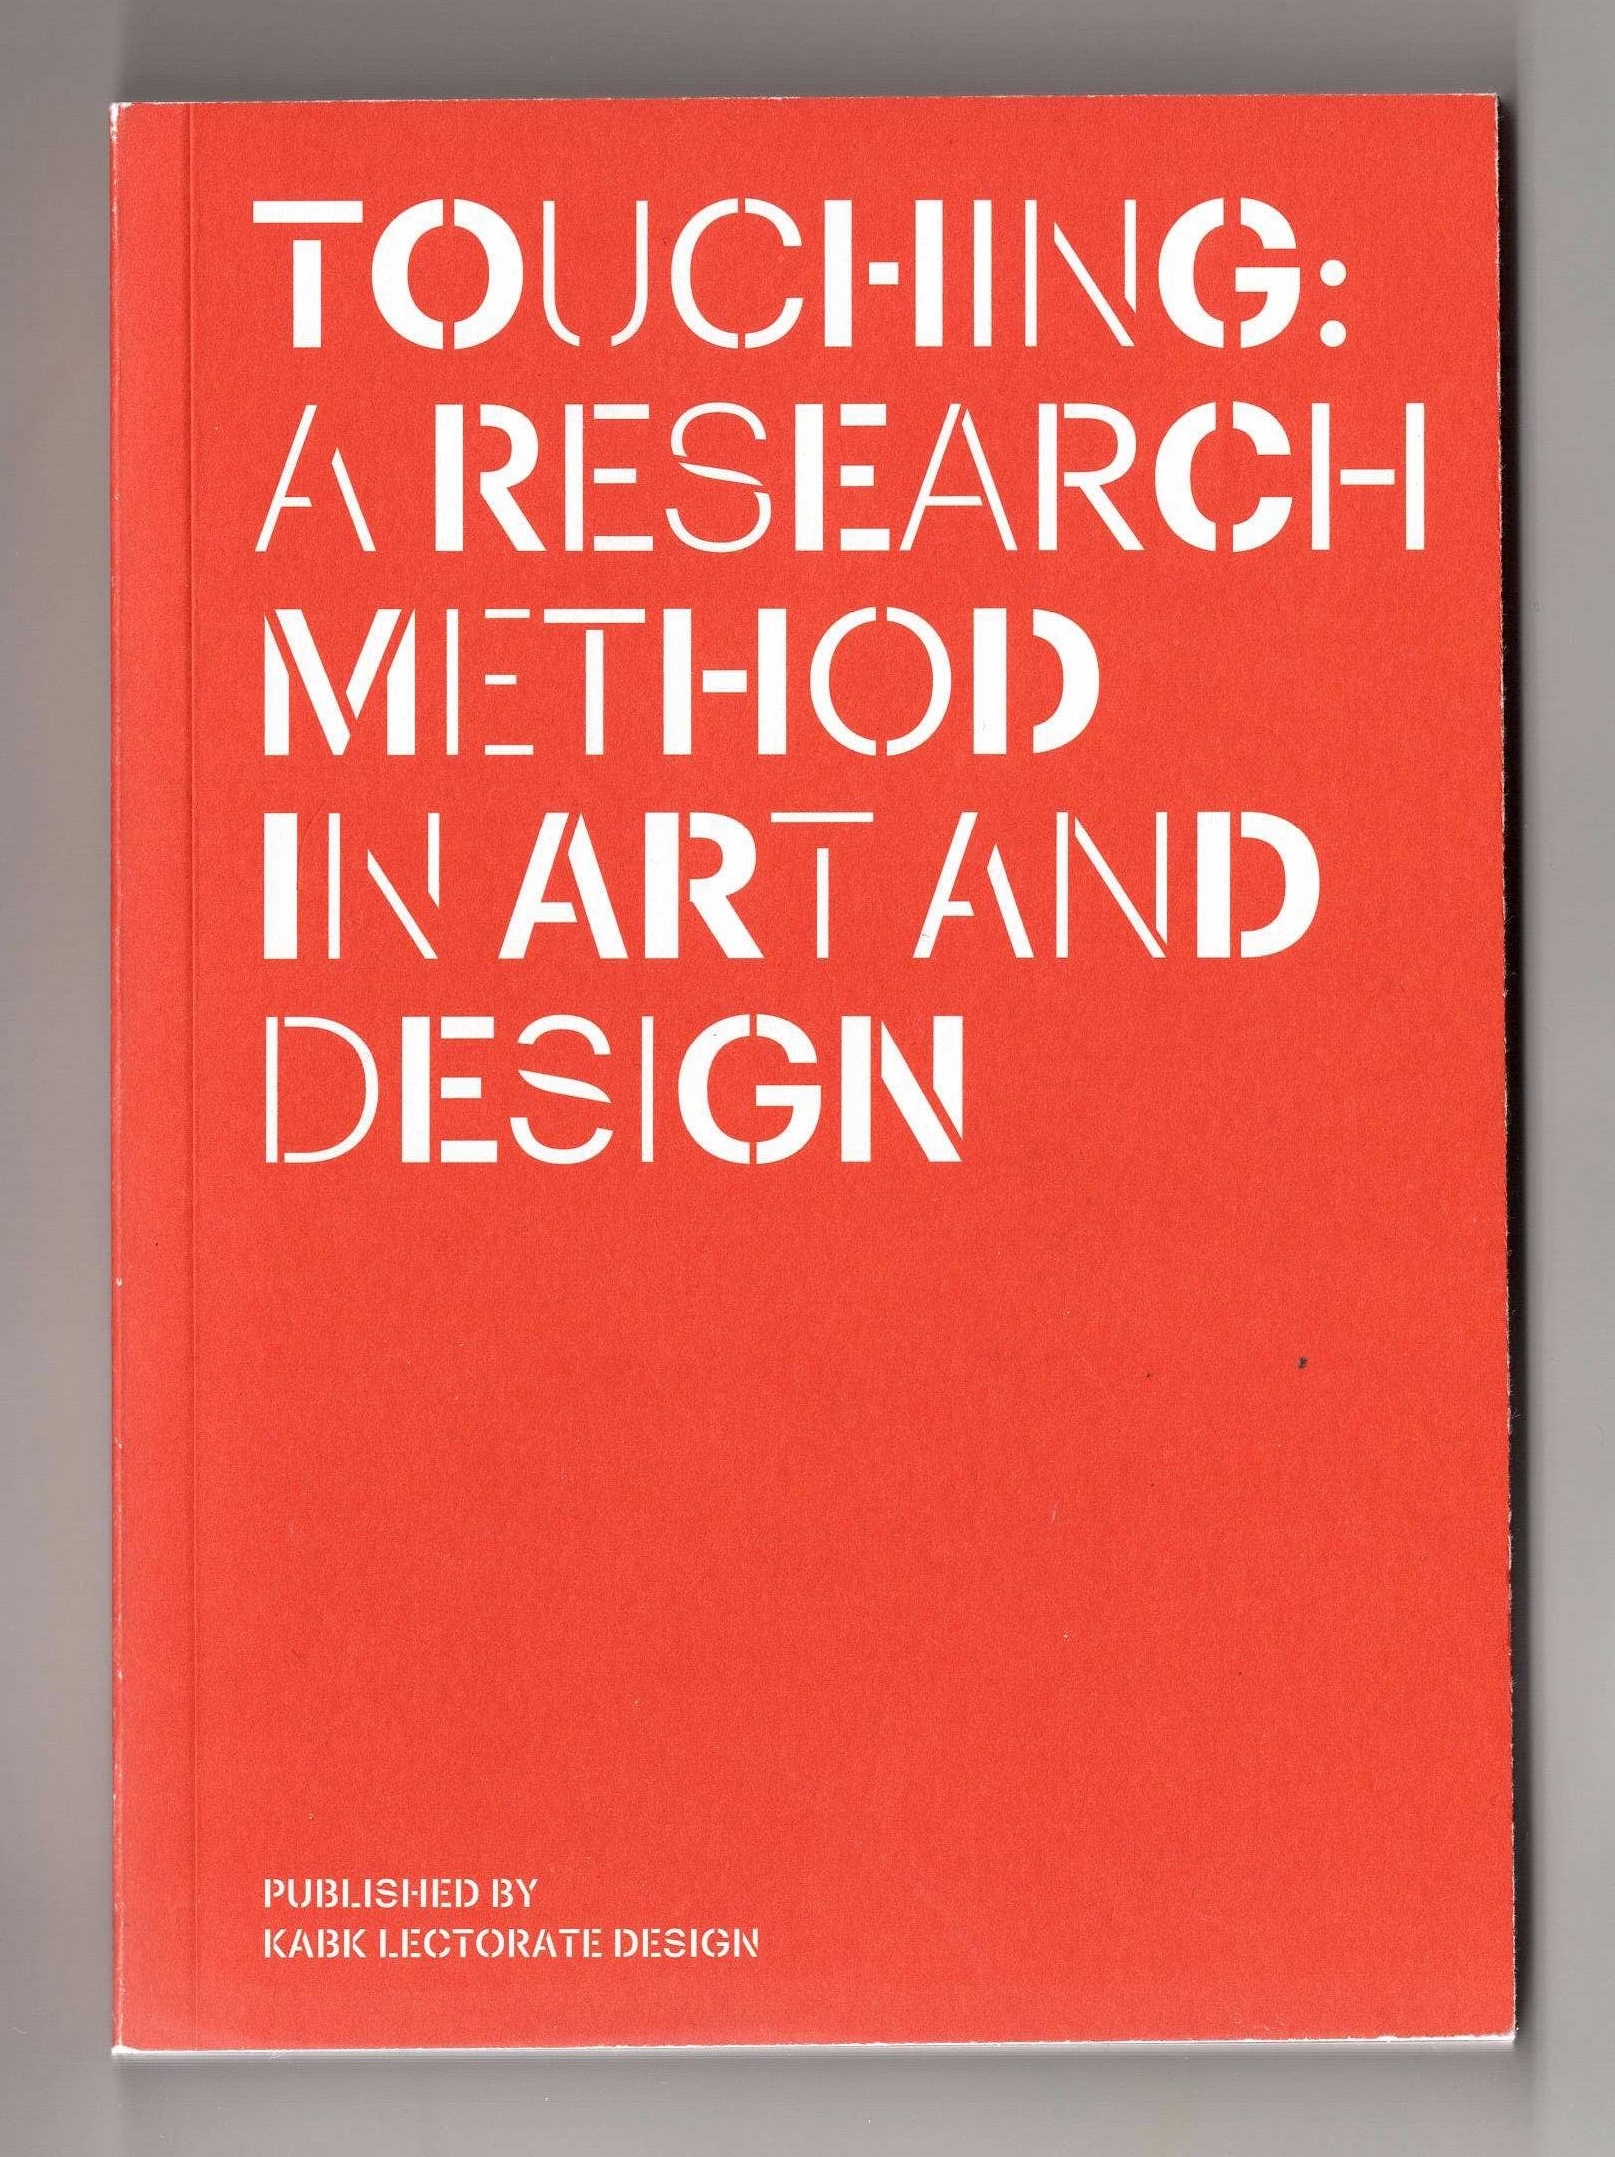 TOUCHING:
A RESEARCH
METHOD
IN ART AND
DESIGN
PUBLISHED BY
KABK LECTORATE DESIGN